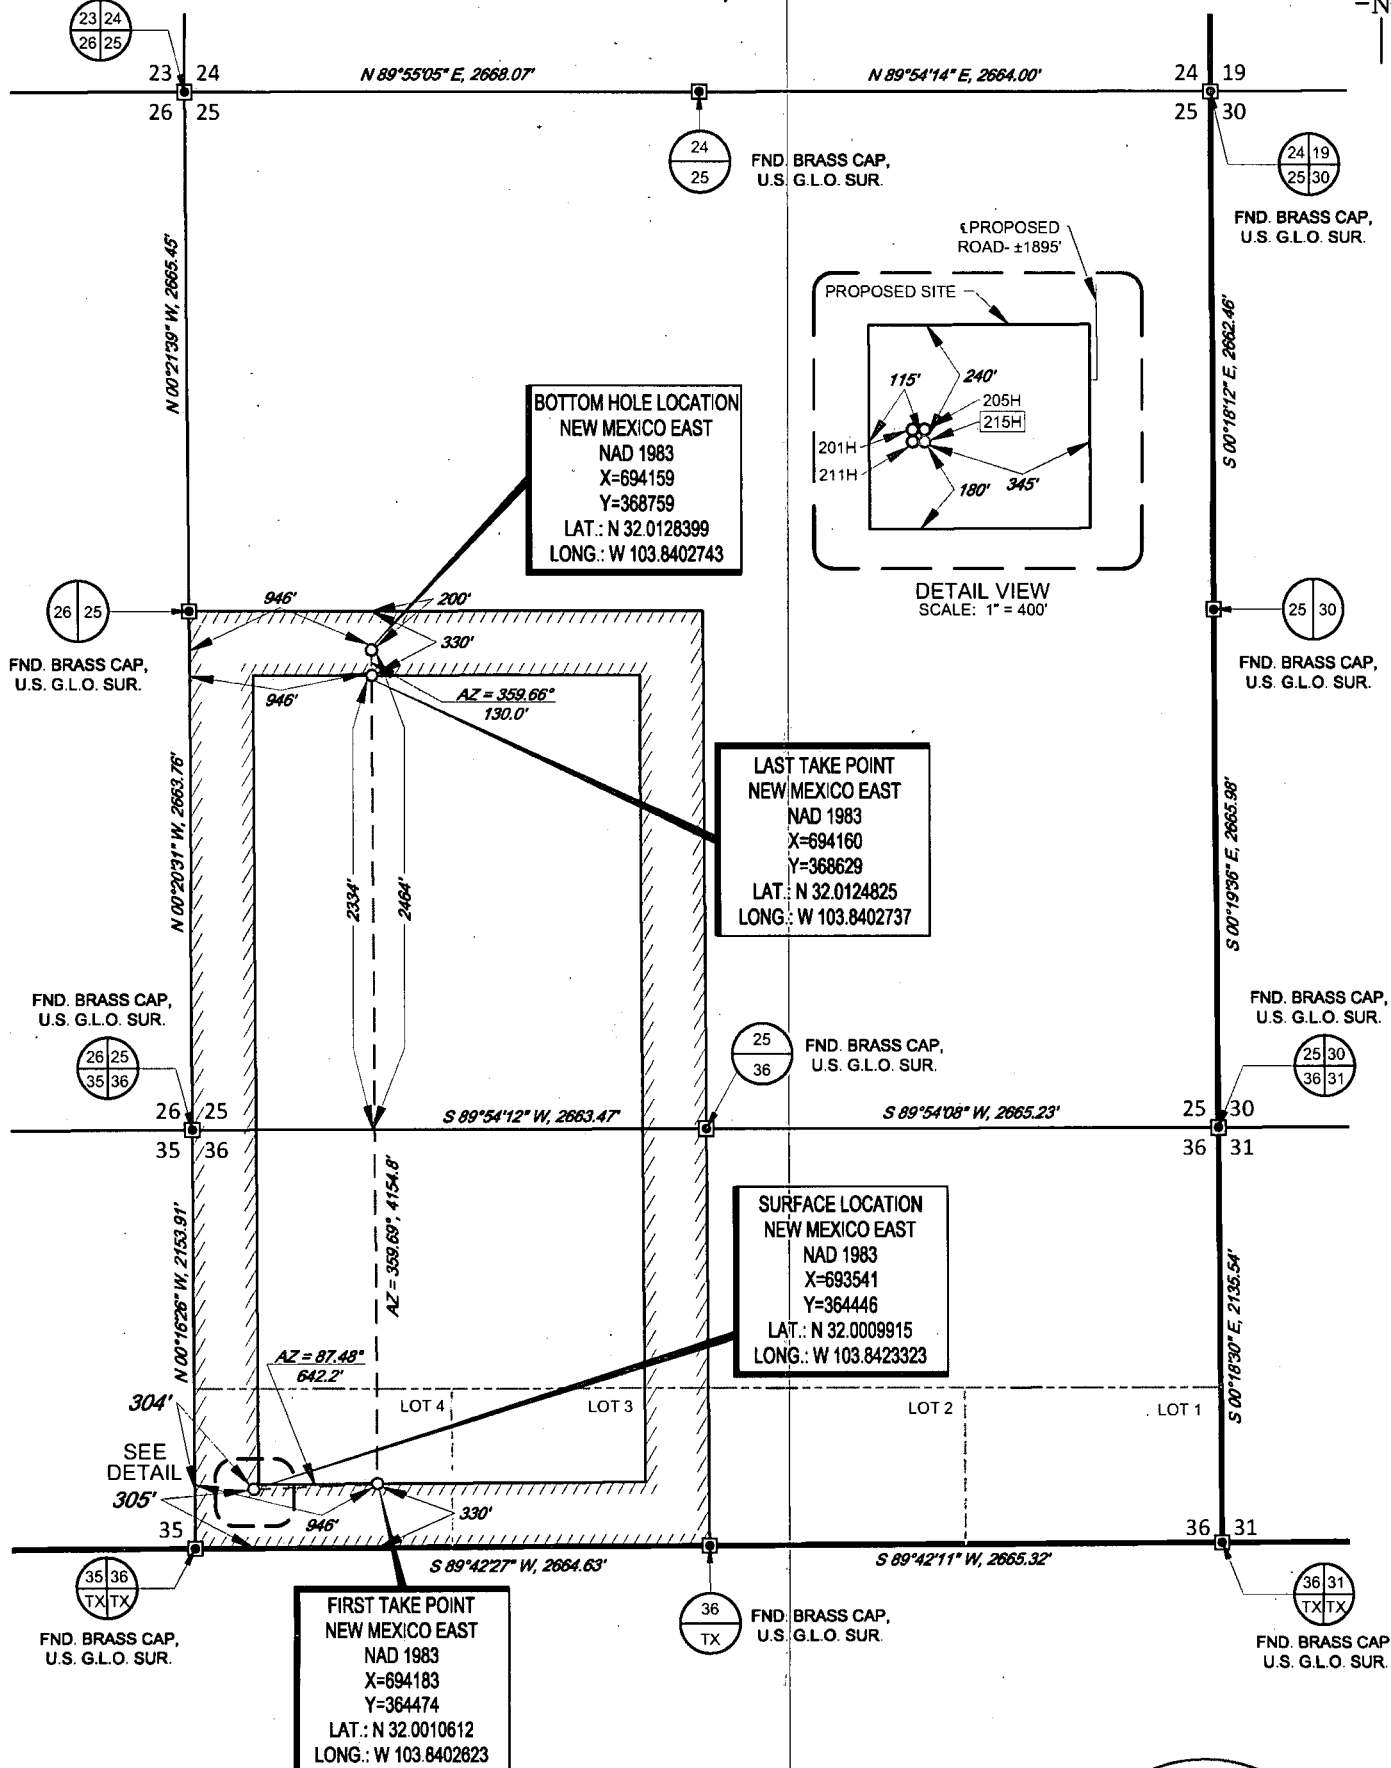 –N
23 24
26 25
23 24
26 25
N 89°55'05" E, 2668.07'
N 89°54'14" E, 2664.00'
24 19
25 30
24
25
FND. BRASS CAP,
U.S. G.L.O. SUR.
24 19
25 30
FND. BRASS CAP,
U.S. G.L.O. SUR.
N 00°21'39" W, 2665.45'
S 00°18'12" E, 2662.46'
℄PROPOSED
ROAD- ±1895'
PROPOSED SITE
115'
240'
205H
215H
201H
211H
180'
345'
DETAIL VIEW
SCALE: 1" = 400'
BOTTOM HOLE LOCATION
NEW MEXICO EAST
NAD 1983
X=694159
Y=368759
LAT.: N 32.0128399
LONG.: W 103.8402743
26 25
FND. BRASS CAP,
U.S. G.L.O. SUR.
946'
200'
330'
946'
AZ = 359.66°
130.0'
25 30
FND. BRASS CAP,
U.S. G.L.O. SUR.
LAST TAKE POINT
NEW MEXICO EAST
NAD 1983
X=694160
Y=368629
LAT.: N 32.0124825
LONG.: W 103.8402737
N 00°20'31" W, 2663.76'
2334'
2464'
S 00°19'36" E, 2665.98'
FND. BRASS CAP,
U.S. G.L.O. SUR.
26 25
35 36
26 25
35 36
S 89°54'12" W, 2663.47'
25
36
FND. BRASS CAP,
U.S. G.L.O. SUR.
S 89°54'08" W, 2665.23'
FND. BRASS CAP,
U.S. G.L.O. SUR.
25 30
36 31
25 30
36 31
N 00°16'26" W, 2153.91'
AZ = 359.69°, 4154.8'
SURFACE LOCATION
NEW MEXICO EAST
NAD 1983
X=693541
Y=364446
LAT.: N 32.0009915
LONG.: W 103.8423323
S 00°18'30" E, 2135.54'
AZ = 87.48°
642.2'
304'
LOT 4
LOT 3
LOT 2
LOT 1
SEE
DETAIL
305'
946'
330'
35
36 31
S 89°42'27" W, 2664.63'
S 89°42'11" W, 2665.32'
35 36
TX TX
FND. BRASS CAP,
U.S. G.L.O. SUR.
FIRST TAKE POINT
NEW MEXICO EAST
NAD 1983
X=694183
Y=364474
LAT.: N 32.0010612
LONG.: W 103.8402623
36
TX
FND. BRASS CAP,
U.S. G.L.O. SUR.
36 31
TX TX
FND. BRASS CAP
U.S. G.L.O. SUR.